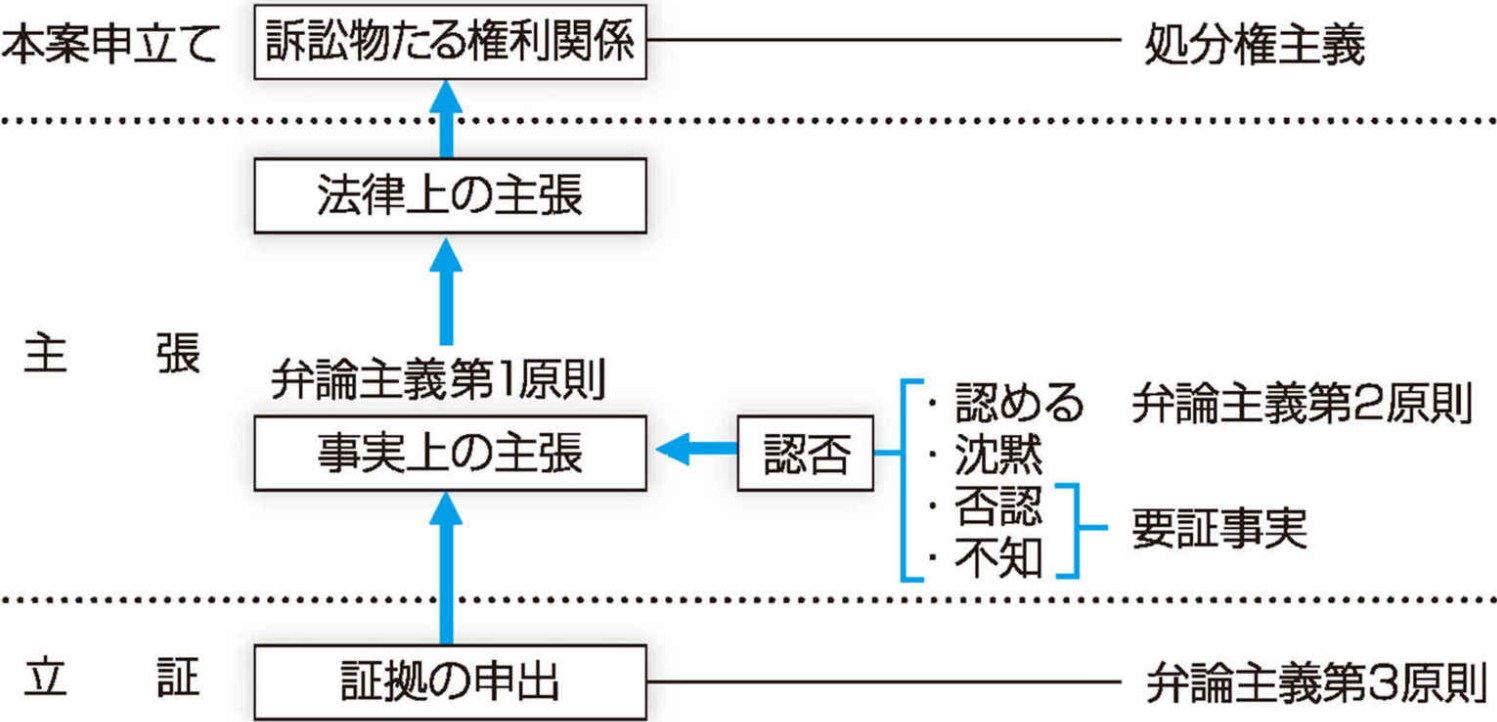 本案申立て 訴訟物たる権利関係 処分権主義
法律上の主張
主 張
弁論主義第1原則
事実上の主張
認否
・認める 弁論主義第2原則
・沈黙
・否認
・不知
要証事実
立 証 証拠の申出 弁論主義第3原則